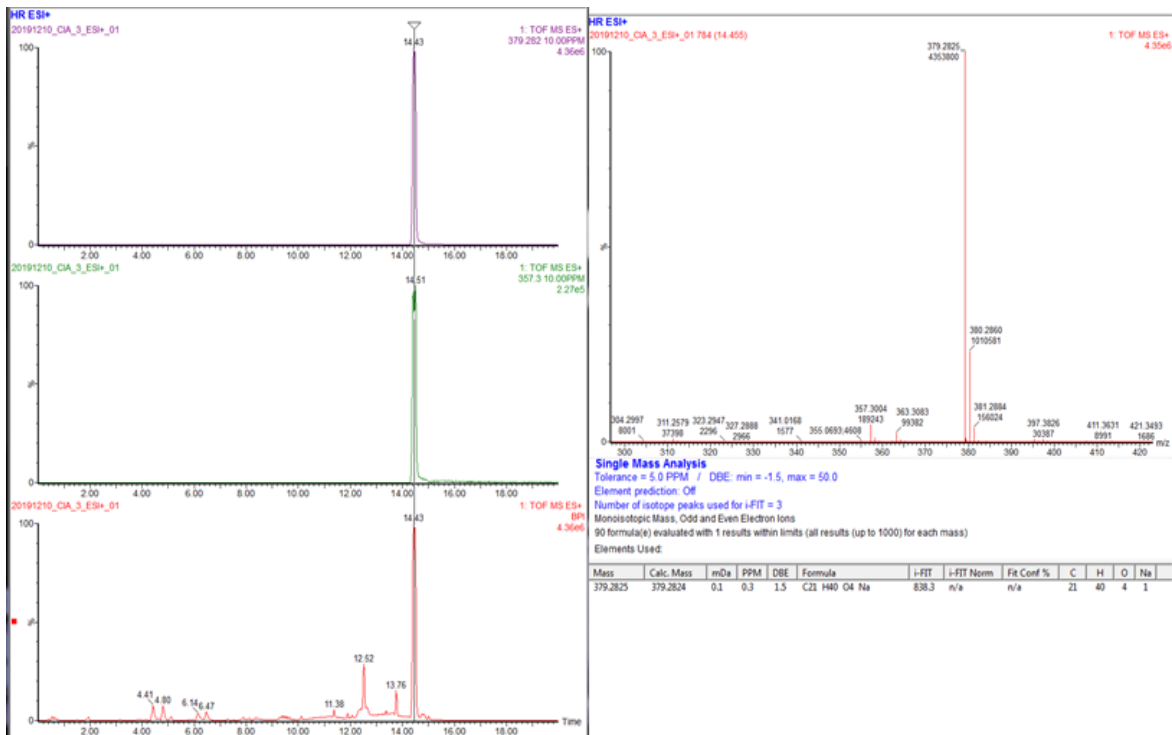 HR ESI+
20191210_CIA_3_ESI+_01
1: TOF MS ES+
379.282 10.00PPM
4.36e6
14.43
100
%
0
2.00 4.00 6.00 8.00 10.00 12.00 14.00 16.00 18.00
20191210_CIA_3_ESI+_01
1: TOF MS ES+
357.3 10.00PPM
2.27e5
14.51
100
%
0
2.00 4.00 6.00 8.00 10.00 12.00 14.00 16.00 18.00
20191210_CIA_3_ESI+_01
1: TOF MS ES+
BPI
4.36e6
14.43
100
%
12.52
13.76
11.38
4.41
4.80
6.14
6.47
0
Time
2.00 4.00 6.00 8.00 10.00 12.00 14.00 16.00 18.00
HR ESI+
20191210_CIA_3_ESI+_01 784 (14.455)
1: TOF MS ES+
4.35e6
100
379.2825
4353800
%
380.2860
1010581
381.2884
156024
357.3004
189243
363.3083
99382
304.2997
8001
311.2579
37398
323.2947
2296
327.2888
2966
341.0168
1577
355.0693;4608
397.3826
30387
411.3631
8991
421.3493
1686
0
m/z
300 310 320 330 340 350 360 370 380 390 400 410 420
Single Mass Analysis
Tolerance = 5.0 PPM / DBE: min = -1.5, max = 50.0
Element prediction: Off
Number of isotope peaks used for i-FIT = 3
Monoisotopic Mass, Odd and Even Electron Ions
90 formula(e) evaluated with 1 results within limits (all results (up to 1000) for each mass)
Elements Used:
Mass Calc. Mass mDa PPM DBE Formula i-FIT i-FIT Norm Fit Conf % C H O Na
379.2825 379.2824 0.1 0.3 1.5 C21 H40 O4 Na 838.3 n/a n/a 21 40 4 1